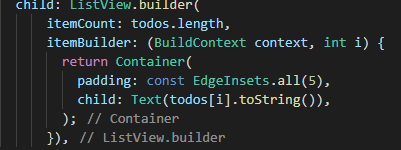 child: ListView.builder(
itemCount: todos.length,
itemBuilder: (BuildContext context, int i) {
return Container(
padding: const EdgeInsets.all(5),
child: Text(todos[i].toString()),
); // Container
}), // ListView.builder